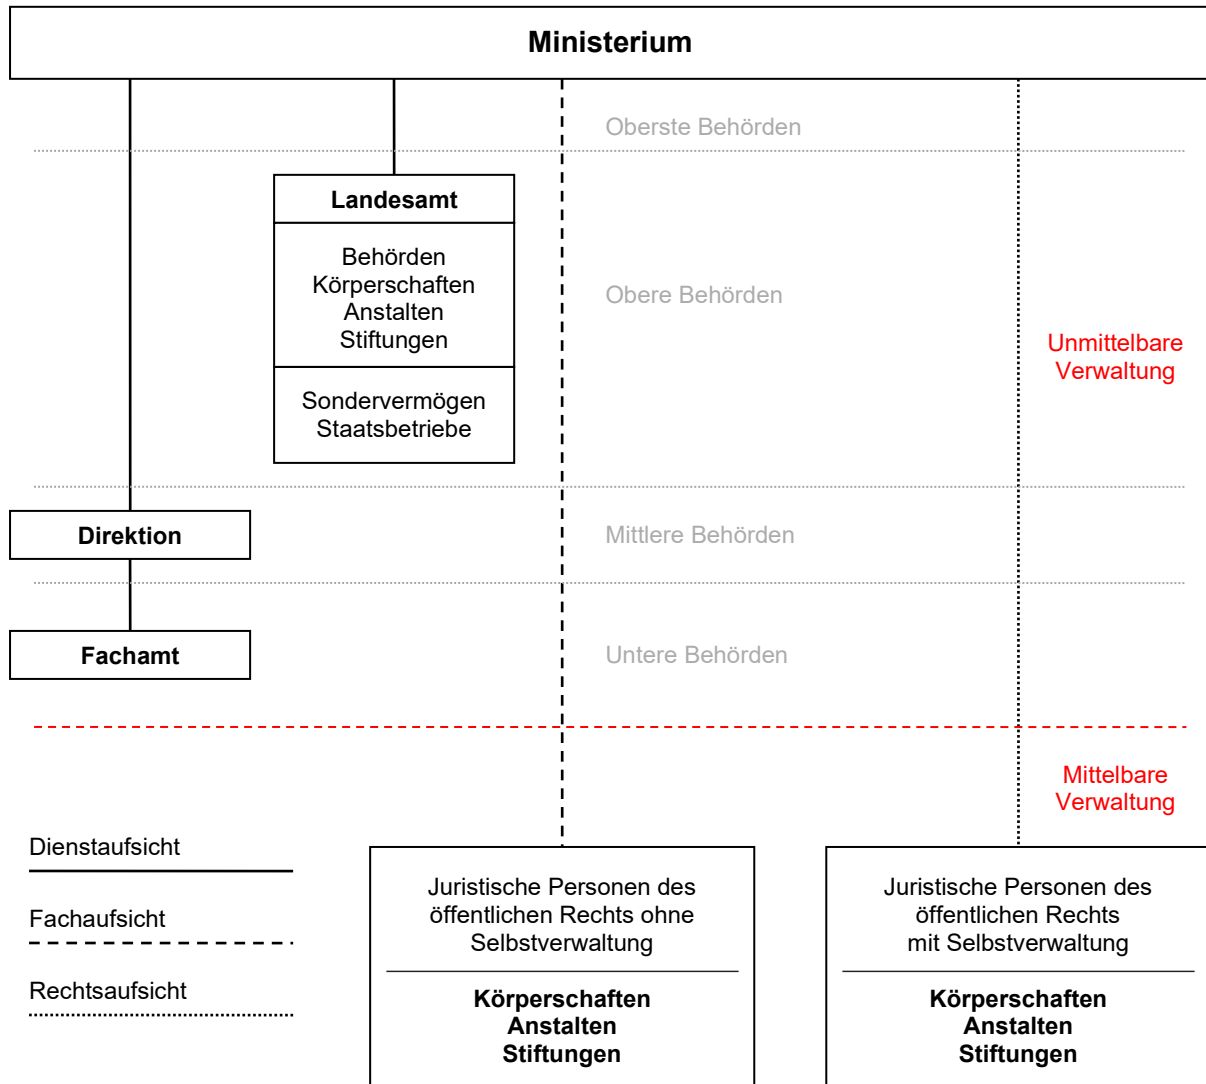 Ministerium
Oberste Behörden
Landesamt
Behörden
Körperschaften
Anstalten
Stiftungen
Sondervermögen
Staatsbetriebe
Obere Behörden
Unmittelbare
Verwaltung
Direktion
Mittlere Behörden
Fachamt
Untere Behörden
Mittelbare
Verwaltung
Dienstaufsicht
Fachaufsicht
Rechtsaufsicht
Juristische Personen des
öffentlichen Rechts ohne
Selbstverwaltung
Körperschaften
Anstalten
Stiftungen
Juristische Personen des
öffentlichen Rechts
mit Selbstverwaltung
Körperschaften
Anstalten
Stiftungen